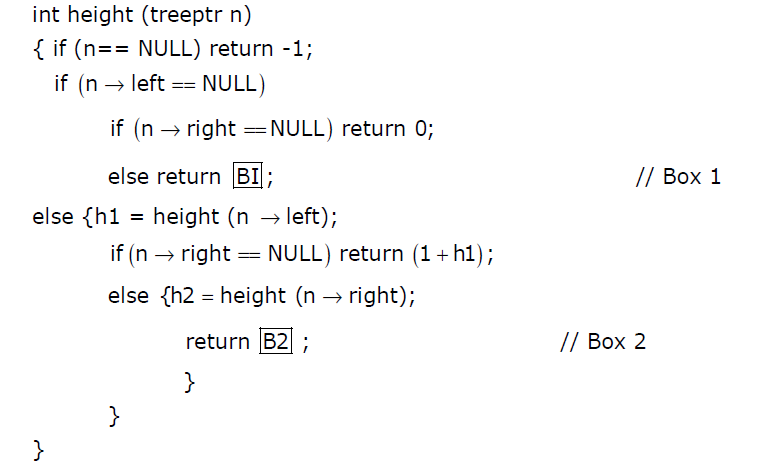 int height (treeptr n)
{ if (n== NULL) return -1;
if (n → left == NULL)
if (n → right ==NULL) return 0;
else return BI; // Box 1
else {h1 = height (n → left);
if (n → right == NULL) return (1 + h1);
else {h2 = height (n → right);
return B2 ; // Box 2
}
}
}